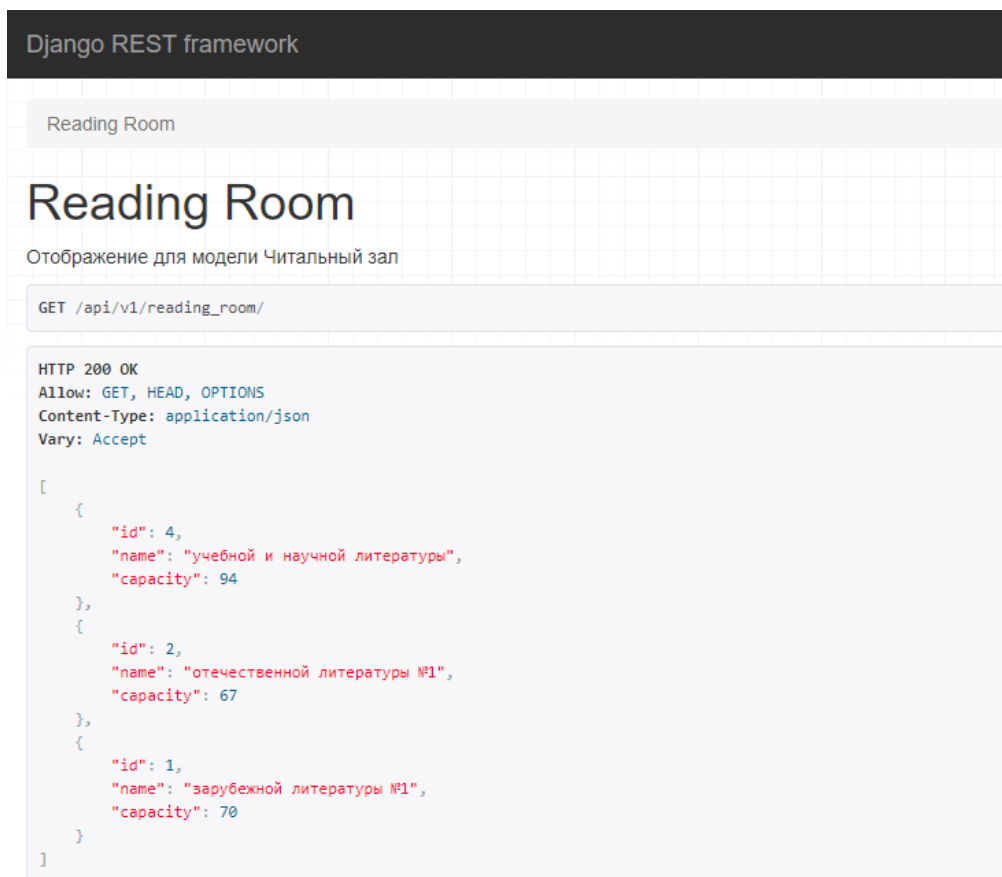 Django REST framework
Reading Room
Reading Room
Отображение для модели Читальный зал
GET /api/v1/reading_room/
HTTP 200 OK
Allow: GET, HEAD, OPTIONS
Content-Type: application/json
Vary: Accept
[
    {
        "id": 4,
        "name": "учебной и научной литературы",
        "capacity": 94
    },
    {
        "id": 2,
        "name": "отечественной литературы №1",
        "capacity": 67
    },
    {
        "id": 1,
        "name": "зарубежной литературы №1",
        "capacity": 70
    }
]